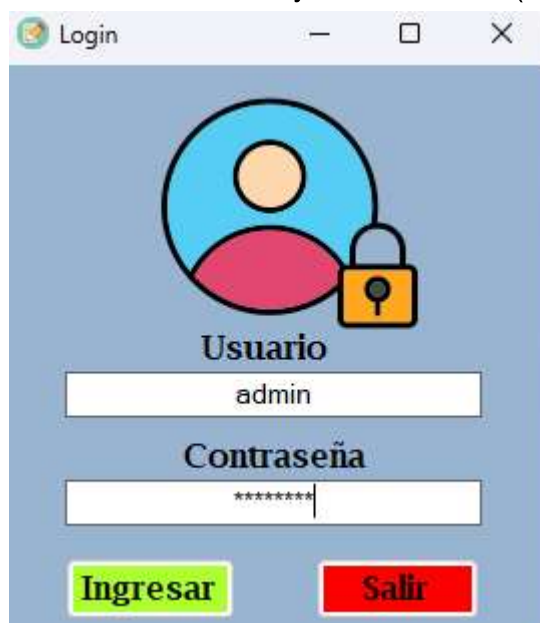 Login
Usuario
admin
Contraseña
********
Ingresar
Salir